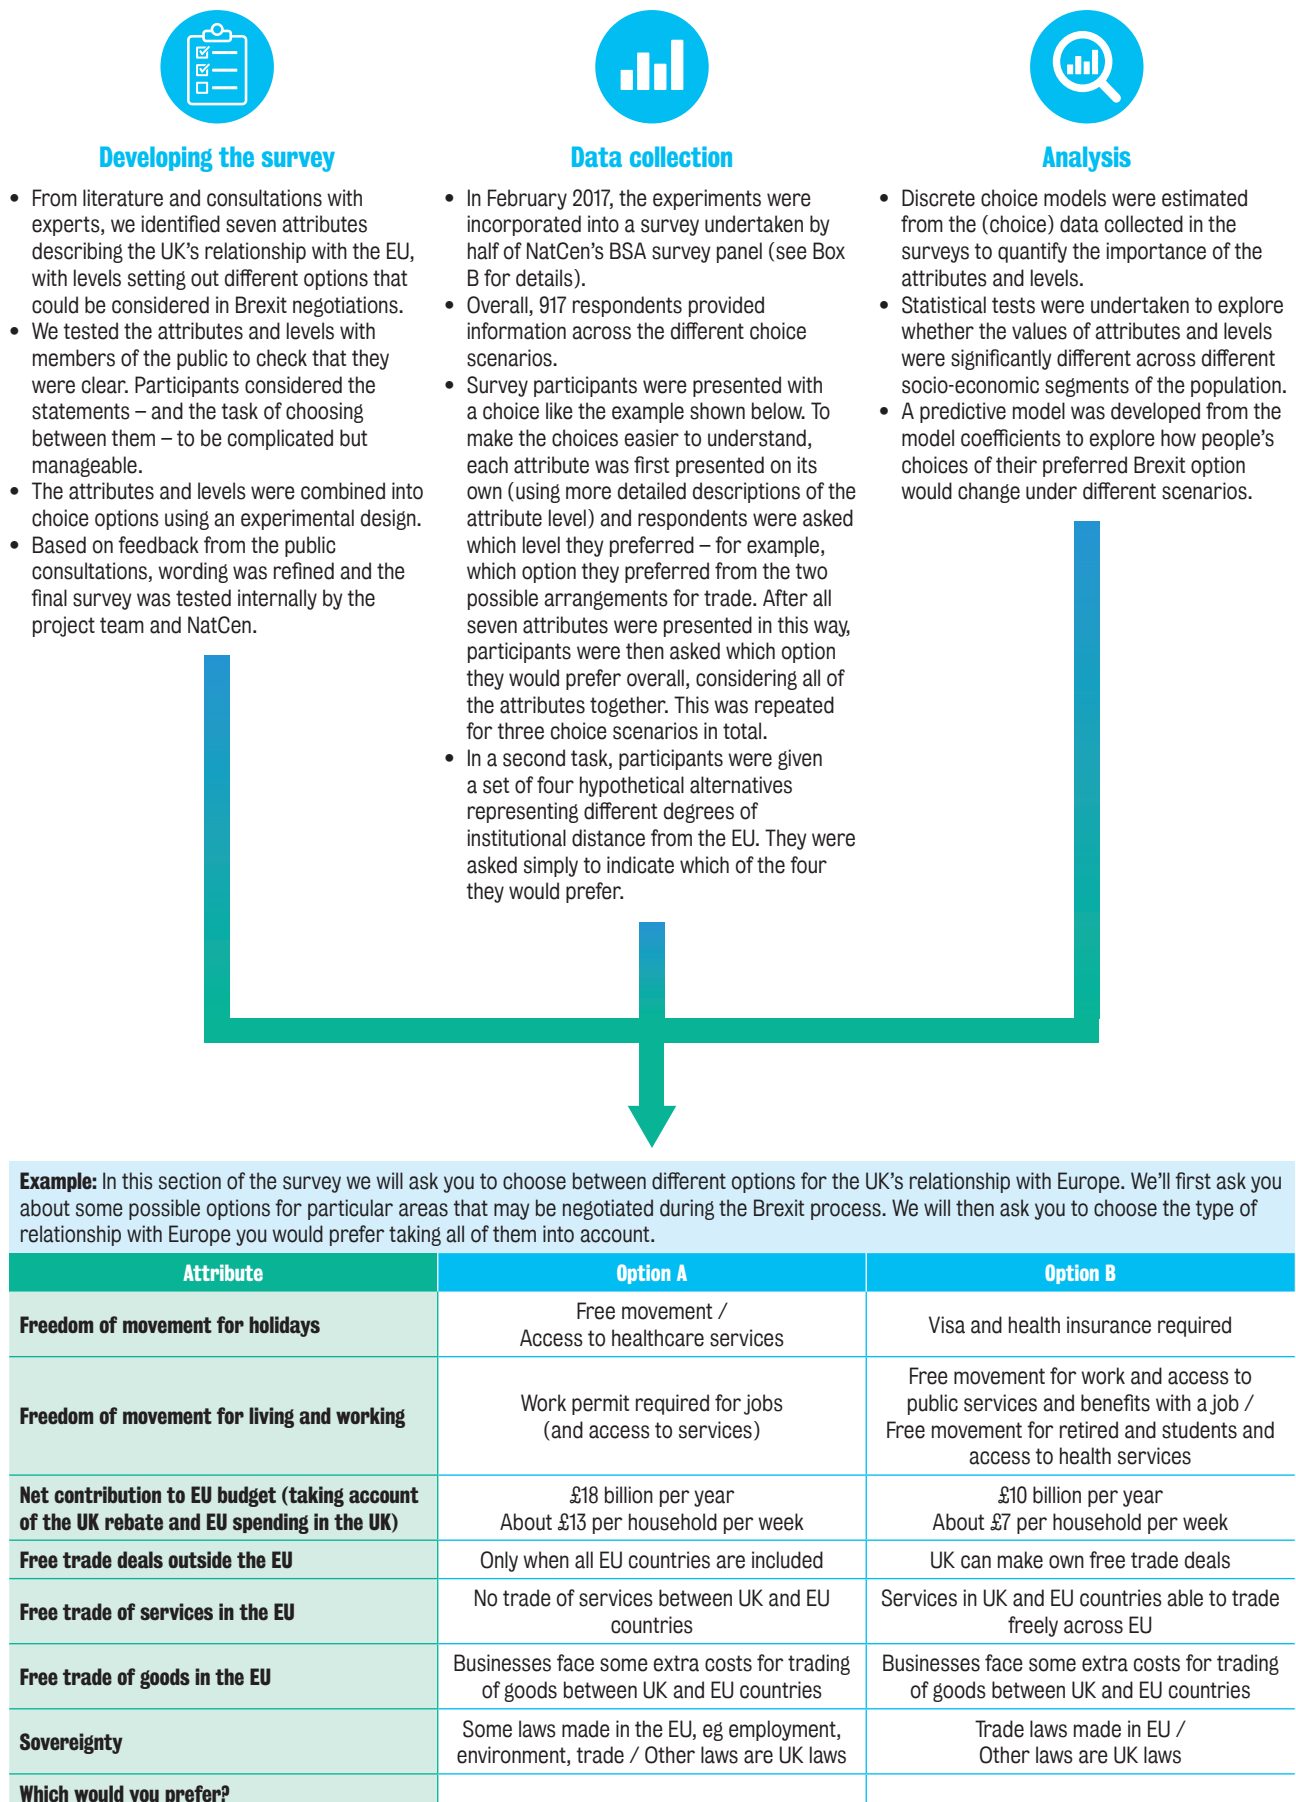 Developing the survey
• From literature and consultations with
experts, we identified seven attributes
describing the UK’s relationship with the EU,
with levels setting out different options that
could be considered in Brexit negotiations.
• We tested the attributes and levels with
members of the public to check that they
were clear. Participants considered the
statements – and the task of choosing
between them – to be complicated but
manageable.
• The attributes and levels were combined into
choice options using an experimental design.
• Based on feedback from the public
consultations, wording was refined and the
final survey was tested internally by the
project team and NatCen.
Data collection
• In February 2017, the experiments were
incorporated into a survey undertaken by
half of NatCen’s BSA survey panel (see Box
B for details).
• Overall, 917 respondents provided
information across the different choice
scenarios.
• Survey participants were presented with
a choice like the example shown below. To
make the choices easier to understand,
each attribute was first presented on its
own (using more detailed descriptions of the
attribute level) and respondents were asked
which level they preferred – for example,
which option they preferred from the two
possible arrangements for trade. After all
seven attributes were presented in this way,
participants were then asked which option
they would prefer overall, considering all of
the attributes together. This was repeated
for three choice scenarios in total.
• In a second task, participants were given
a set of four hypothetical alternatives
representing different degrees of
institutional distance from the EU. They were
asked simply to indicate which of the four
they would prefer.
Analysis
• Discrete choice models were estimated
from the (choice) data collected in the
surveys to quantify the importance of the
attributes and levels.
• Statistical tests were undertaken to explore
whether the values of attributes and levels
were significantly different across different
socio-economic segments of the population.
• A predictive model was developed from the
model coefficients to explore how people’s
choices of their preferred Brexit option
would change under different scenarios.
Example: In this section of the survey we will ask you to choose between different options for the UK’s relationship with Europe. We’ll first ask you
about some possible options for particular areas that may be negotiated during the Brexit process. We will then ask you to choose the type of
relationship with Europe you would prefer taking all of them into account.
Attribute
Option A
Option B
Freedom of movement for holidays
Free movement /
Access to healthcare services
Visa and health insurance required
Freedom of movement for living and working
Work permit required for jobs
(and access to services)
Free movement for work and access to
public services and benefits with a job /
Free movement for retired and students and
access to health services
Net contribution to EU budget (taking account
of the UK rebate and EU spending in the UK)
£18 billion per year
About £13 per household per week
£10 billion per year
About £7 per household per week
Free trade deals outside the EU
Only when all EU countries are included
UK can make own free trade deals
Free trade of services in the EU
No trade of services between UK and EU
countries
Services in UK and EU countries able to trade
freely across EU
Free trade of goods in the EU
Businesses face some extra costs for trading
of goods between UK and EU countries
Businesses face some extra costs for trading
of goods between UK and EU countries
Sovereignty
Some laws made in the EU, eg employment,
environment, trade / Other laws are UK laws
Trade laws made in EU /
Other laws are UK laws
Which would you prefer?